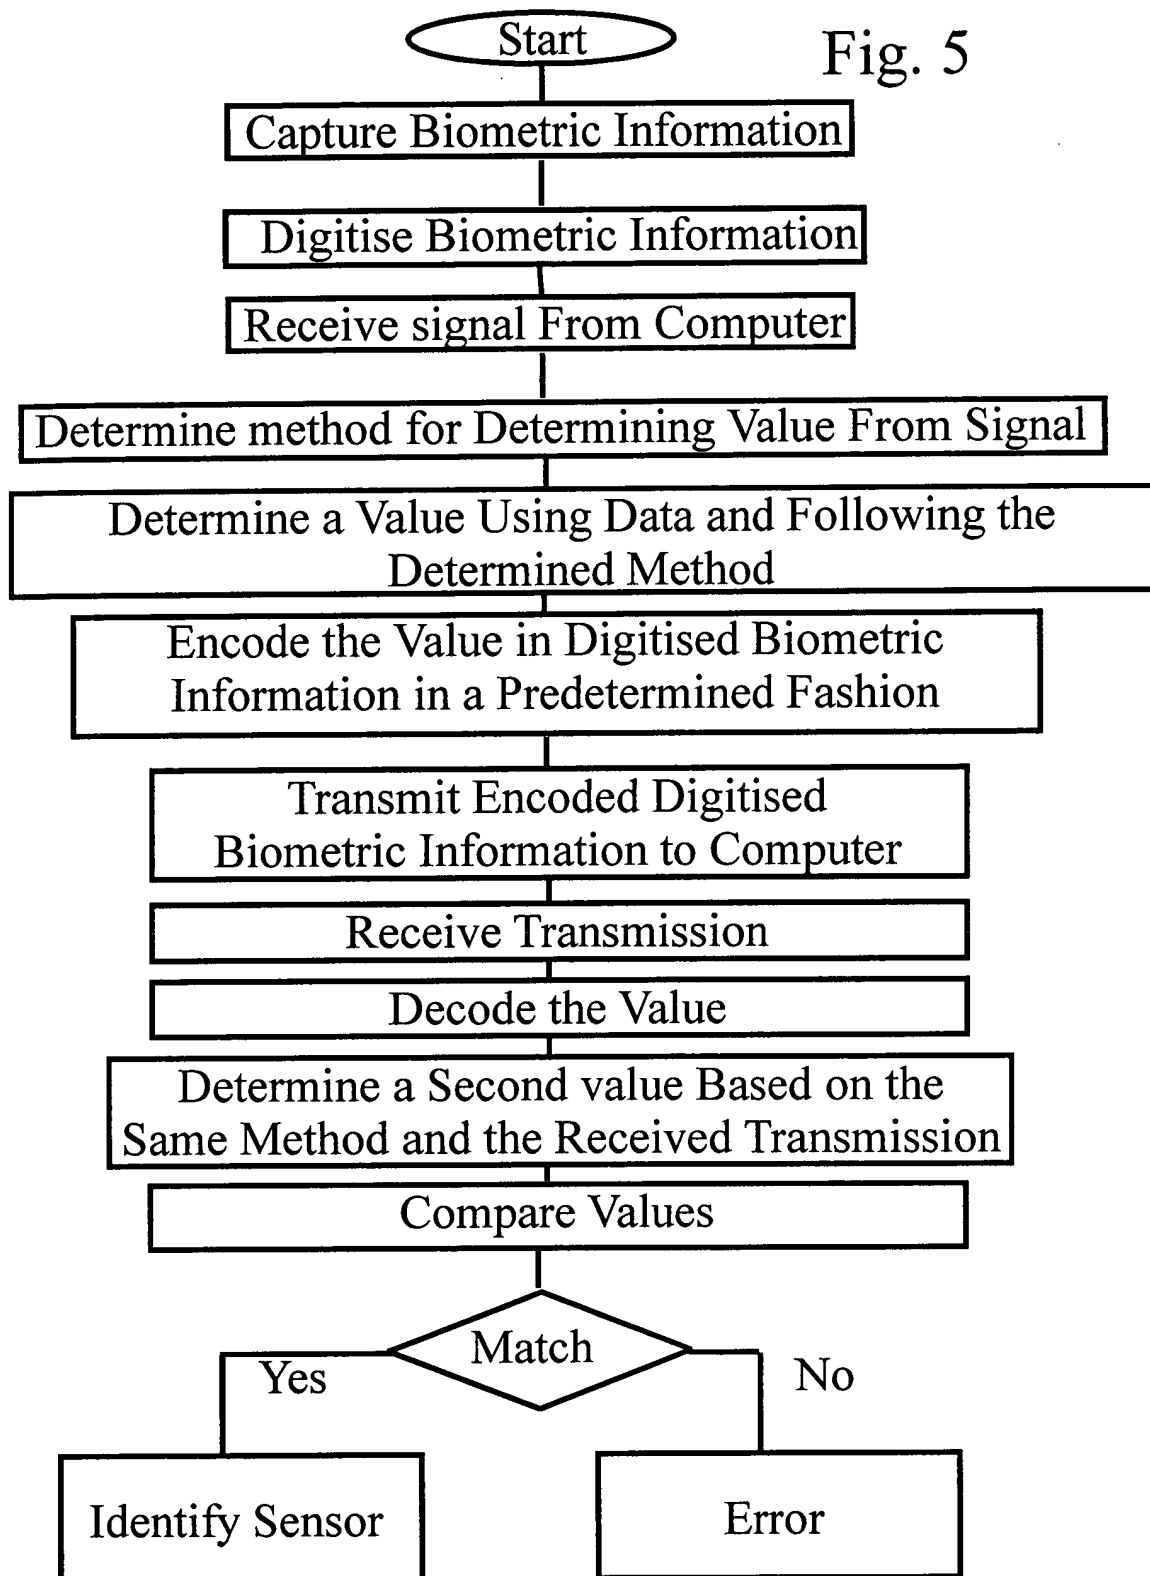 Start
Fig. 5
Capture Biometric Information
Digitise Biometric Information
Receive signal From Computer
Determine method for Determining Value From Signal
Determine a Value Using Data and Following the
Determined Method
Encode the Value in Digitised Biometric
Information in a Predetermined Fashion
Transmit Encoded Digitised
Biometric Information to Computer
Receive Transmission
Decode the Value
Determine a Second value Based on the
Same Method and the Received Transmission
Compare Values
Match
Yes
No
Identify Sensor
Error